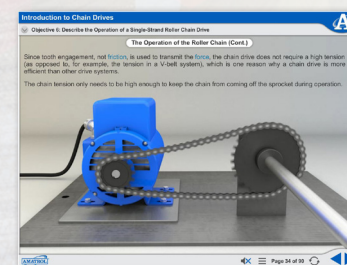 Introduction to Chain Drives
Objective 6: Describe the Operation of a Single-Strand Roller Chain Drive
The Operation of the Roller Chain (Cont.)
Since tooth engagement, not friction, is used to transmit the force, the chain drive does not require a high tension
(as opposed to, for example, the tension in a V-belt system), which is one reason why a chain drive is more
efficient than other drive systems.
The chain tension only needs to be high enough to keep the chain from coming off the sprocket during operation.
AMATROL
Page 34 of 90